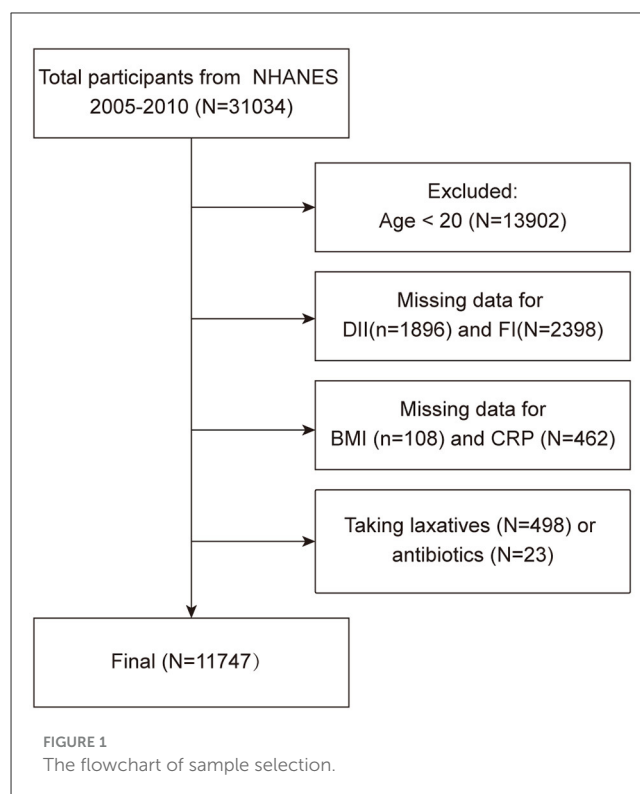 Total participants from NHANES
2005-2010 (N=31034)
Excluded:
Age < 20 (N=13902)
Missing data for
DII(n=1896) and FI(N=2398)
Missing data for
BMI (n=108) and CRP (N=462)
Taking laxatives (N=498) or
antibiotics (N=23)
Final (N=11747）
FIGURE 1
The flowchart of sample selection.